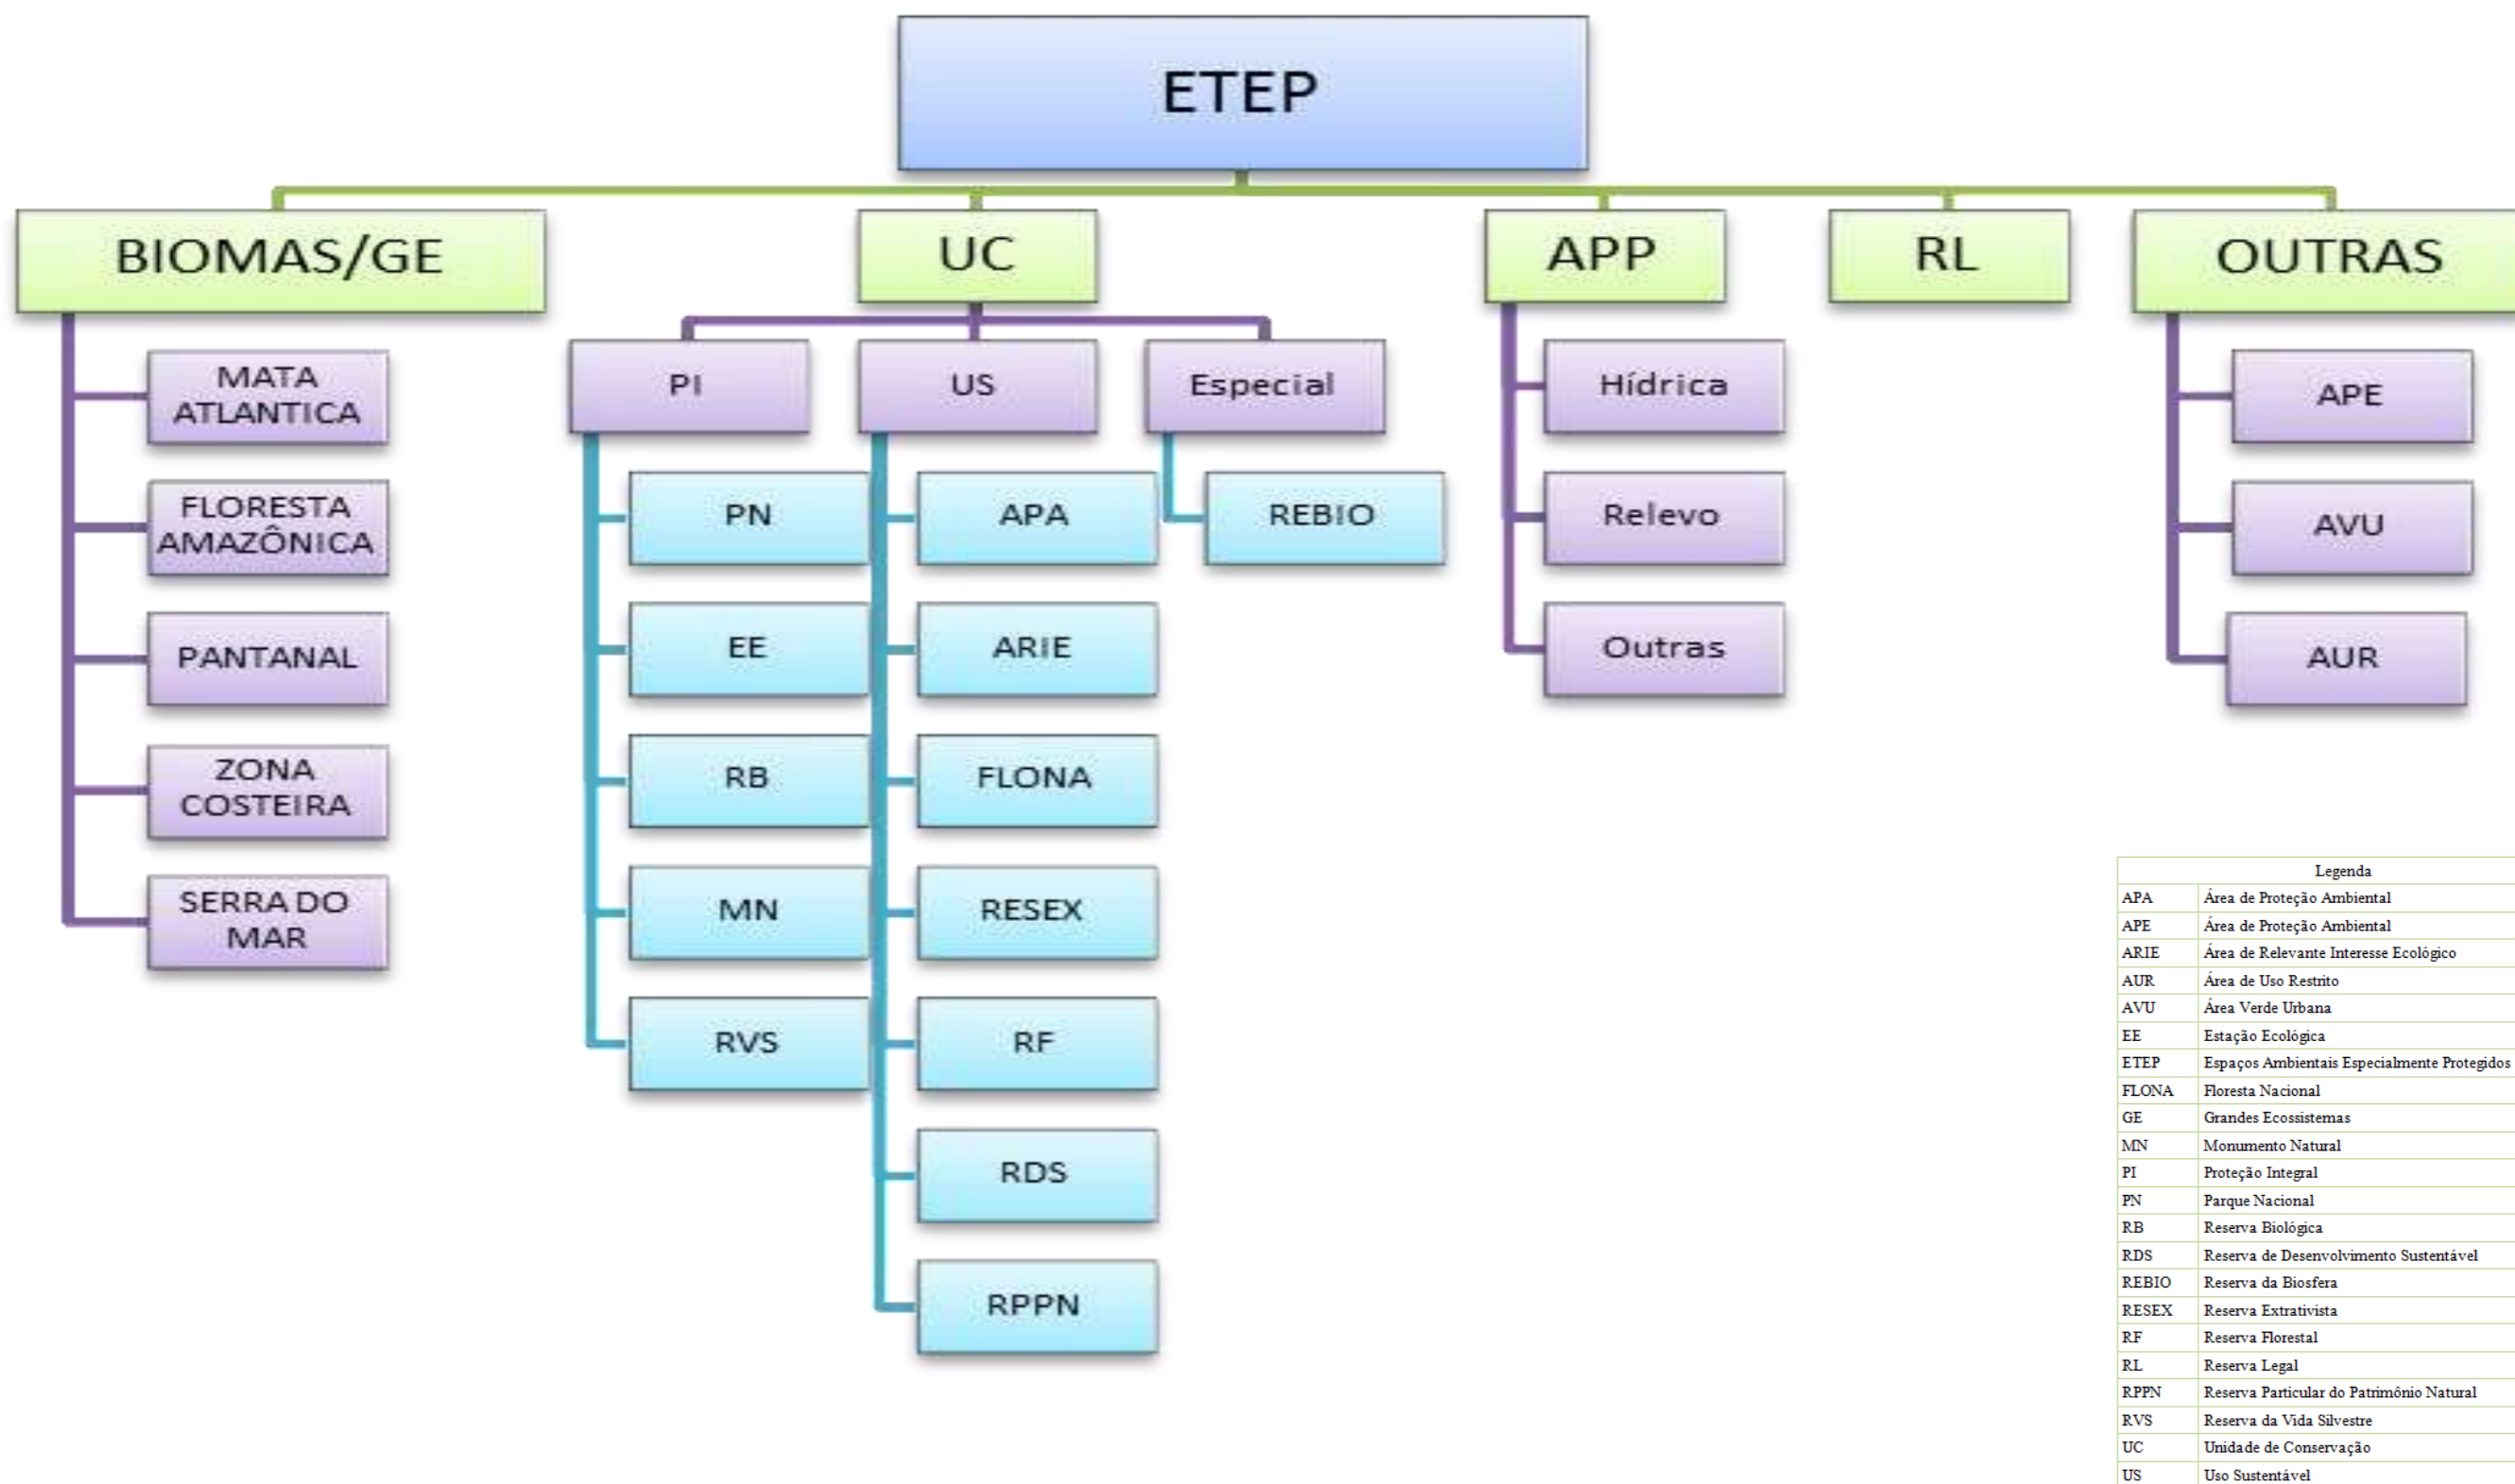 ETEP
BIOMAS/GE
UC
APP
RL
OUTRAS
MATA
ATLANTICA
FLORESTA
AMAZÔNICA
PANTANAL
ZONA
COSTEIRA
SERRA DO
MAR
PI
US
Especial
PN
EE
RB
MN
RVS
APA
ARIE
FLONA
RESEX
RF
RDS
RPPN
REBIO
Hídrica
Relevo
Outras
APE
AVU
AUR
Legenda
APA Área de Proteção Ambiental
APE Área de Proteção Ambiental
ARIE Área de Relevante Interesse Ecológico
AUR Área de Uso Restrito
AVU Área Verde Urbana
EE Estação Ecológica
ETEP Espaços Ambientais Especialmente Protegidos
FLONA Floresta Nacional
GE Grandes Ecossistemas
MN Monumento Natural
PI Proteção Integral
PN Parque Nacional
RB Reserva Biológica
RDS Reserva de Desenvolvimento Sustentável
REBIO Reserva da Biosfera
RESEX Reserva Extrativista
RF Reserva Florestal
RL Reserva Legal
RPPN Reserva Particular do Patrimônio Natural
RVS Reserva da Vida Silvestre
UC Unidade de Conservação
US Uso Sustentável